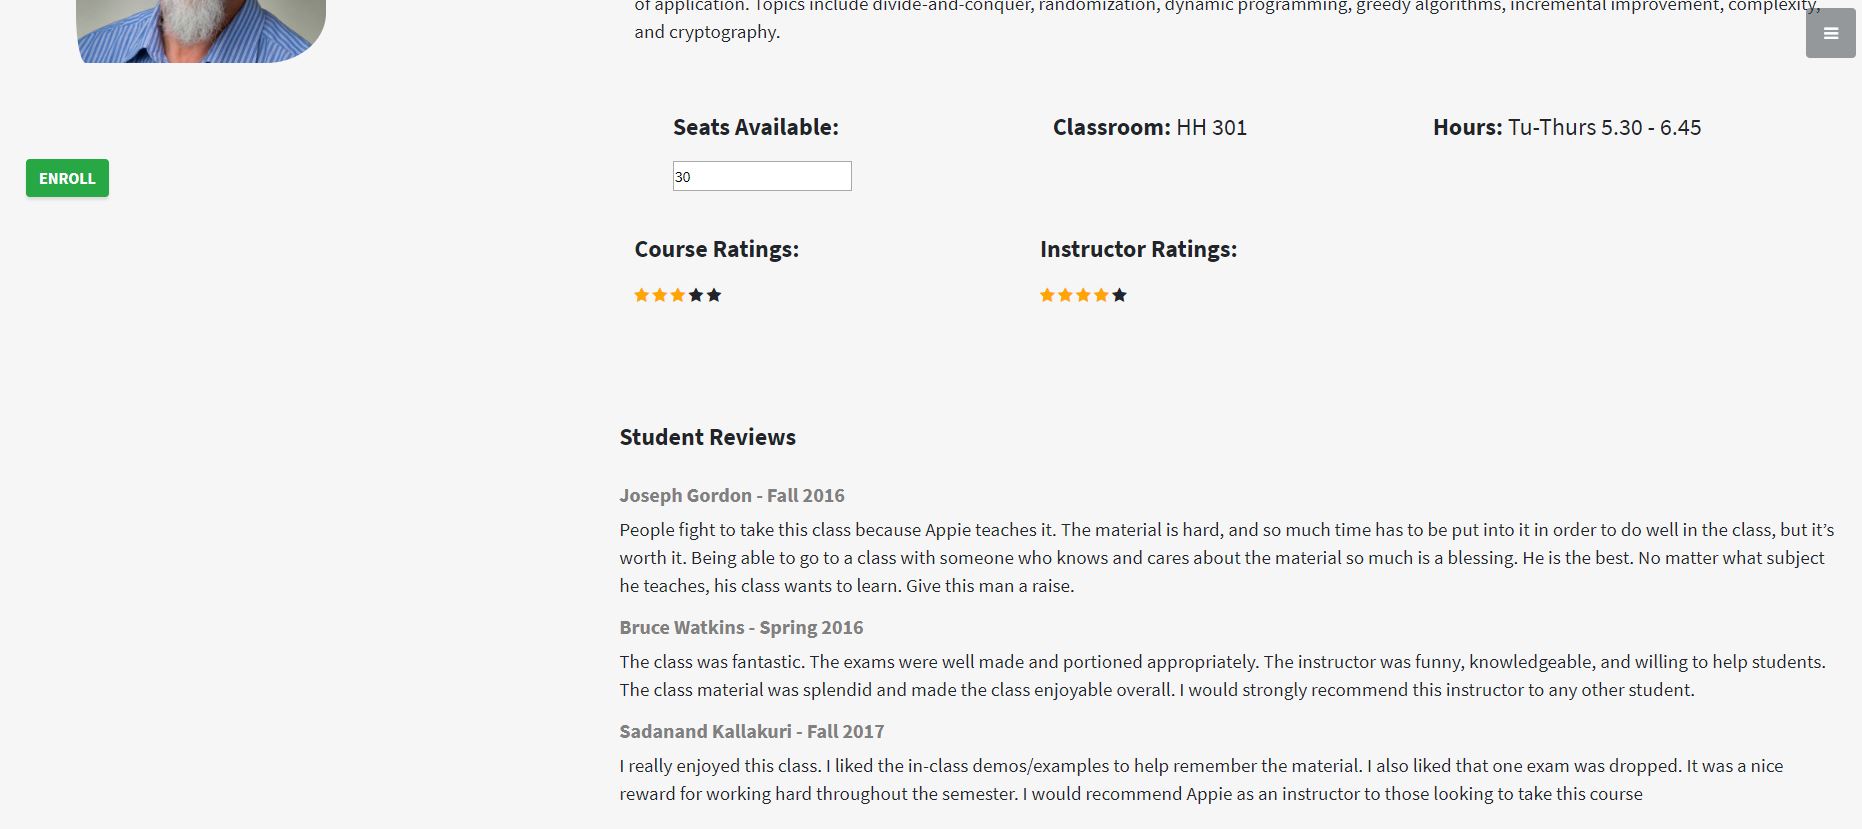 of application. Topics include divide-and-conquer, randomization, dynamic programming, greedy algorithms, incremental improvement, complexity,
and cryptography.
Seats Available:
Classroom: HH 301
Hours: Tu-Thurs 5.30 - 6.45
ENROLL
30
Course Ratings:
Instructor Ratings:
Student Reviews
Joseph Gordon - Fall 2016
People fight to take this class because Appie teaches it. The material is hard, and so much time has to be put into it in order to do well in the class, but it’s
worth it. Being able to go to a class with someone who knows and cares about the material so much is a blessing. He is the best. No matter what subject
he teaches, his class wants to learn. Give this man a raise.
Bruce Watkins - Spring 2016
The class was fantastic. The exams were well made and portioned appropriately. The instructor was funny, knowledgeable, and willing to help students.
The class material was splendid and made the class enjoyable overall. I would strongly recommend this instructor to any other student.
Sadanand Kallakuri - Fall 2017
I really enjoyed this class. I liked the in-class demos/examples to help remember the material. I also liked that one exam was dropped. It was a nice
reward for working hard throughout the semester. I would recommend Appie as an instructor to those looking to take this course